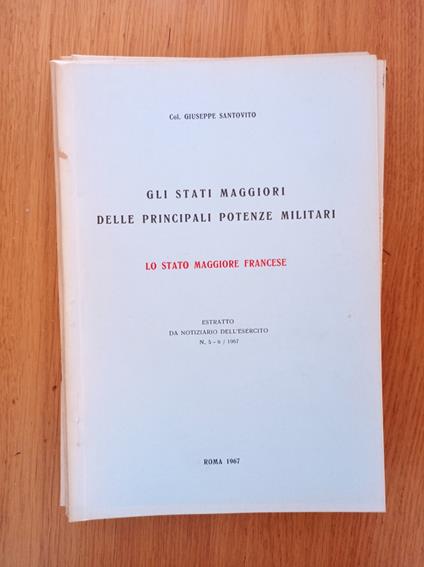 Col. GIUSEPPE SANTOVITO
GLI STATI MAGGIORI
DELLE PRINCIPALI POTENZE MILITARI
LO STATO MAGGIORE FRANCESE
ESTRATTO
DA NOTIZIARIO DELL'ESERCITO
N. 5 - 6 / 1967
ROMA 1967